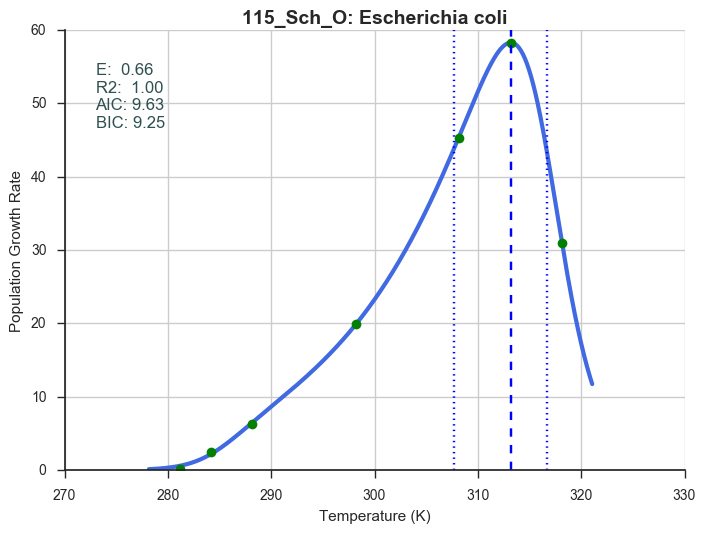 115_Sch_O: Escherichia coli
E: 0.66
R2: 1.00
AIC: 9.63
BIC: 9.25
Population Growth Rate
60
50
40
30
20
10
0
270 280 290 300 310 320 330
Temperature (K)